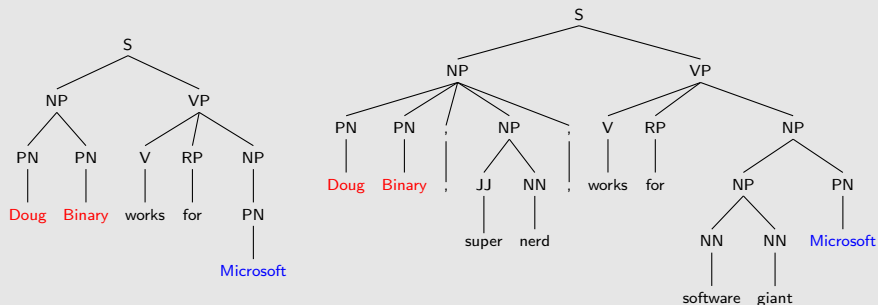 S
NP VP
PN PN V RP NP
Doug Binary works for PN
Microsoft
S
NP VP
PN PN , NP , V RP NP
Doug Binary , JJ NN , works for NP PN
super nerd NN NN Microsoft
software giant